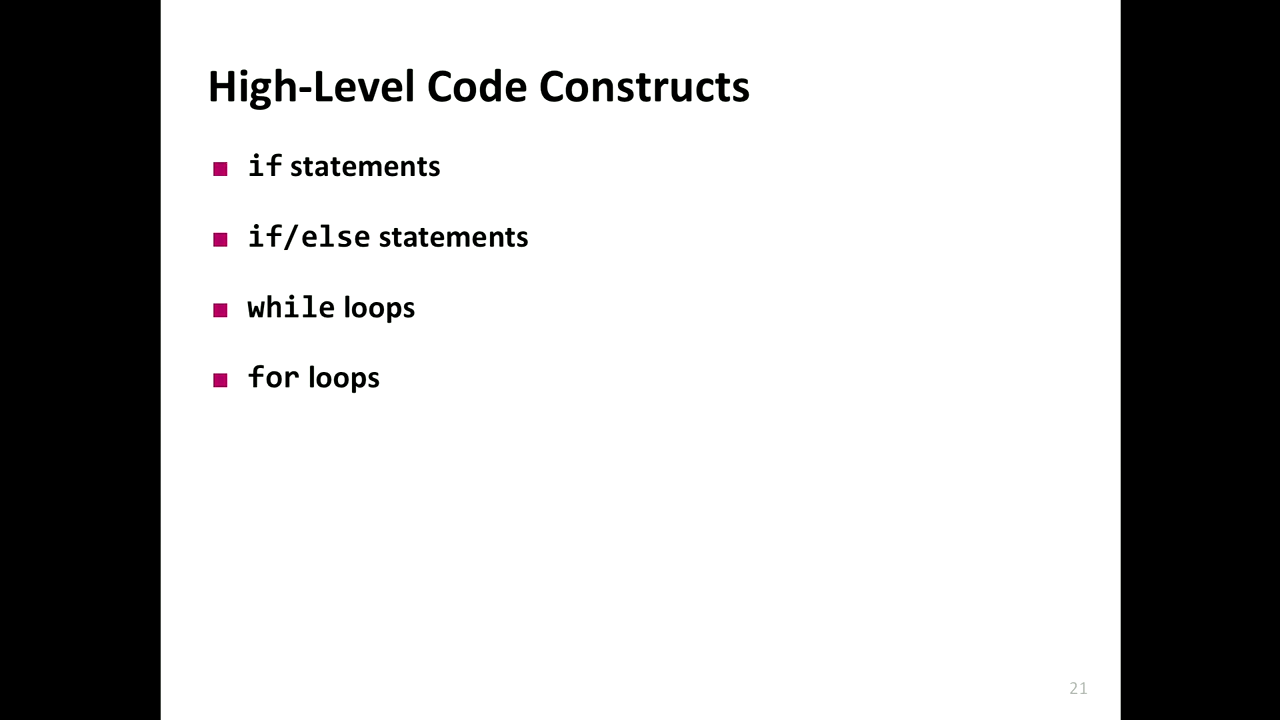 High-Level Code Constructs
if statements
if/else statements
while loops
for loops
21